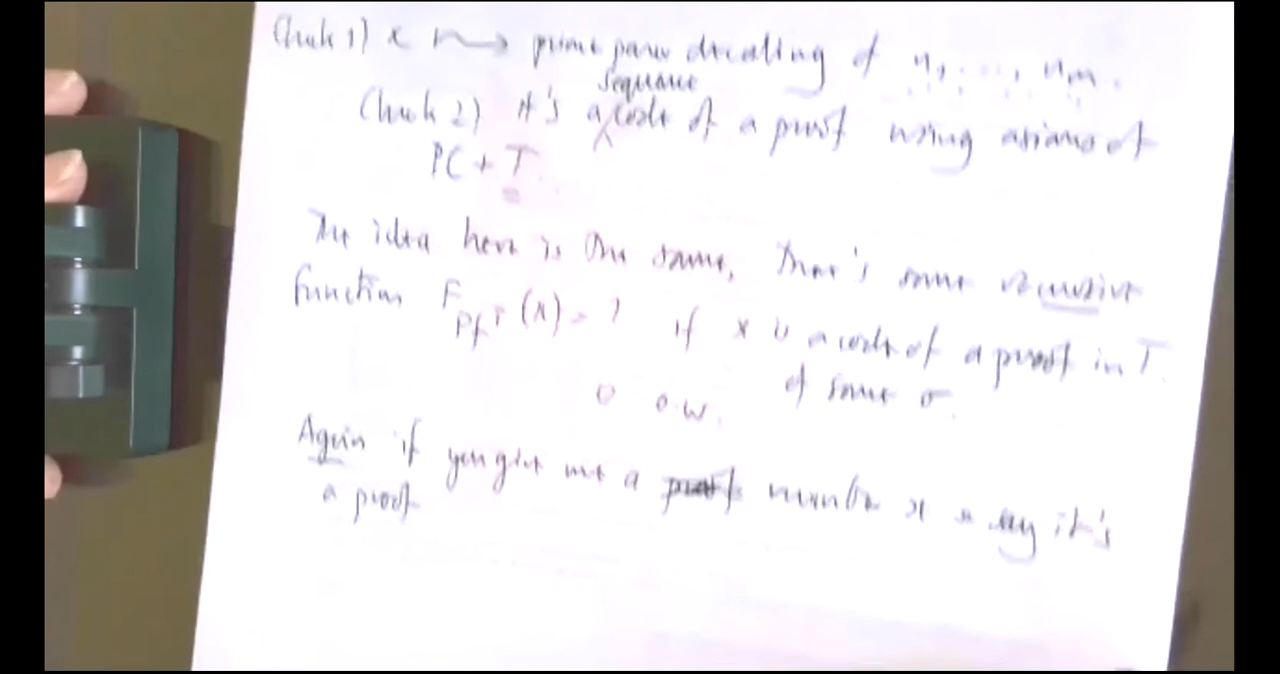 Check 1) x ⟿ prime power decoding of n₁, ..., nₘ.
Check 2) it's a sequence code of a proof using axioms of
PC + T.
The idea here is the same, there's some recursive
function F_Pf^T (x) = 1 if x is a code of a proof in T.
0 o.w. of some σ.
Again if you give me a number x &amp; say it's
a proof